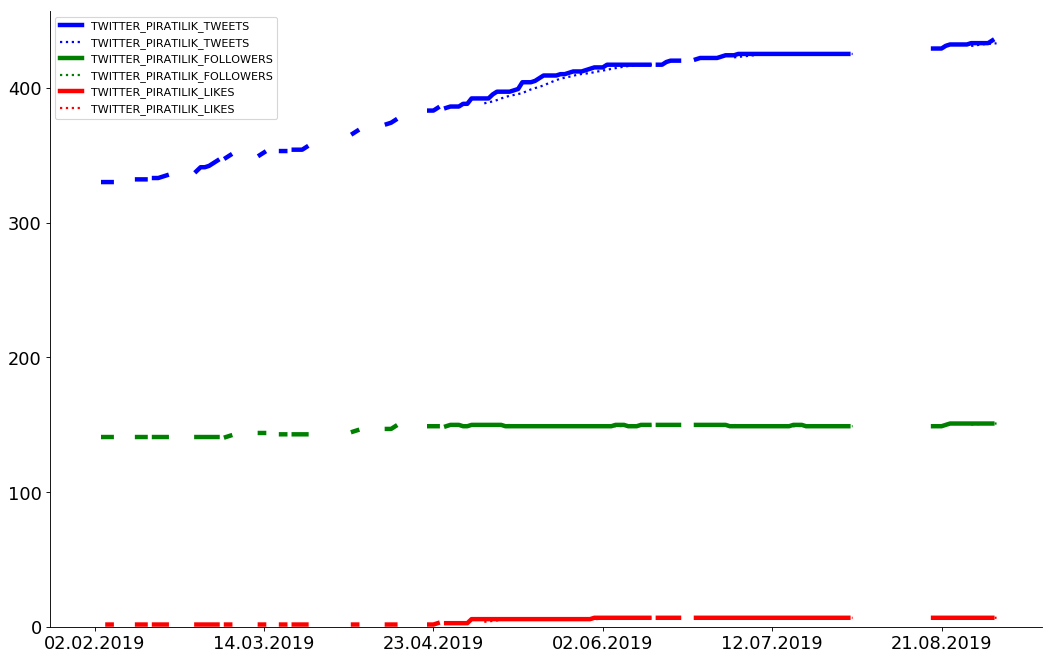 TWITTER_PIRATILIK_TWEETS
TWITTER_PIRATILIK_TWEETS
TWITTER_PIRATILIK_FOLLOWERS
TWITTER_PIRATILIK_FOLLOWERS
TWITTER_PIRATILIK_LIKES
TWITTER_PIRATILIK_LIKES
400
300
200
100
0
02.02.2019 14.03.2019 23.04.2019 02.06.2019 12.07.2019 21.08.2019